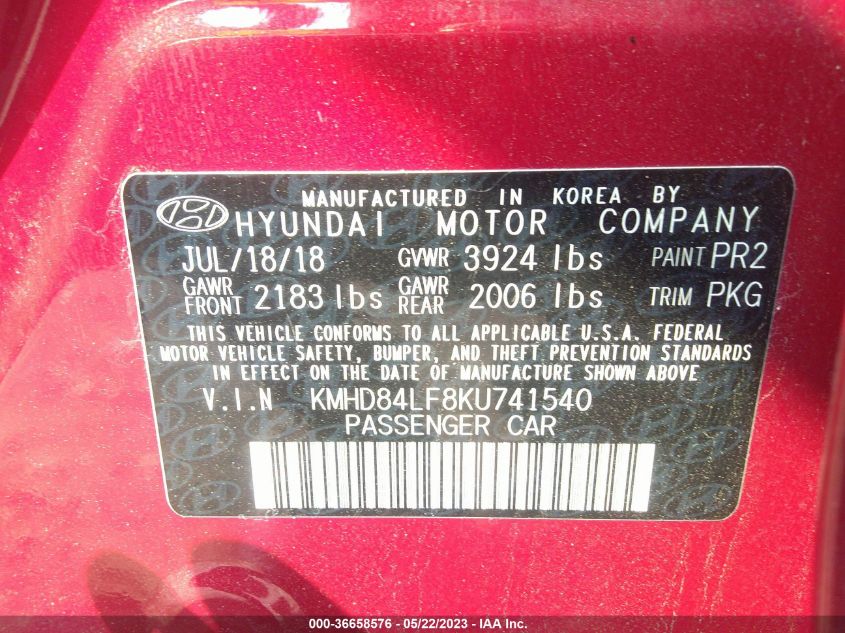 MANUFACTURED IN KOREA BY
HYUNDAI MOTOR COMPANY
JUL/18/18 GVWR 3924 lbs PAINT PR2
GAWR FRONT 2183 lbs GAWR REAR 2006 lbs TRIM PKG
THIS VEHICLE CONFORMS TO ALL APPLICABLE U.S.A. FEDERAL
MOTOR VEHICLE SAFETY, BUMPER, AND THEFT PREVENTION STANDARDS
IN EFFECT ON THE DATE OF MANUFACTURE SHOWN ABOVE
V.I.N KMHD84LF8KU741540
PASSENGER CAR
000-36658576 - 05/22/2023 - IAA Inc.